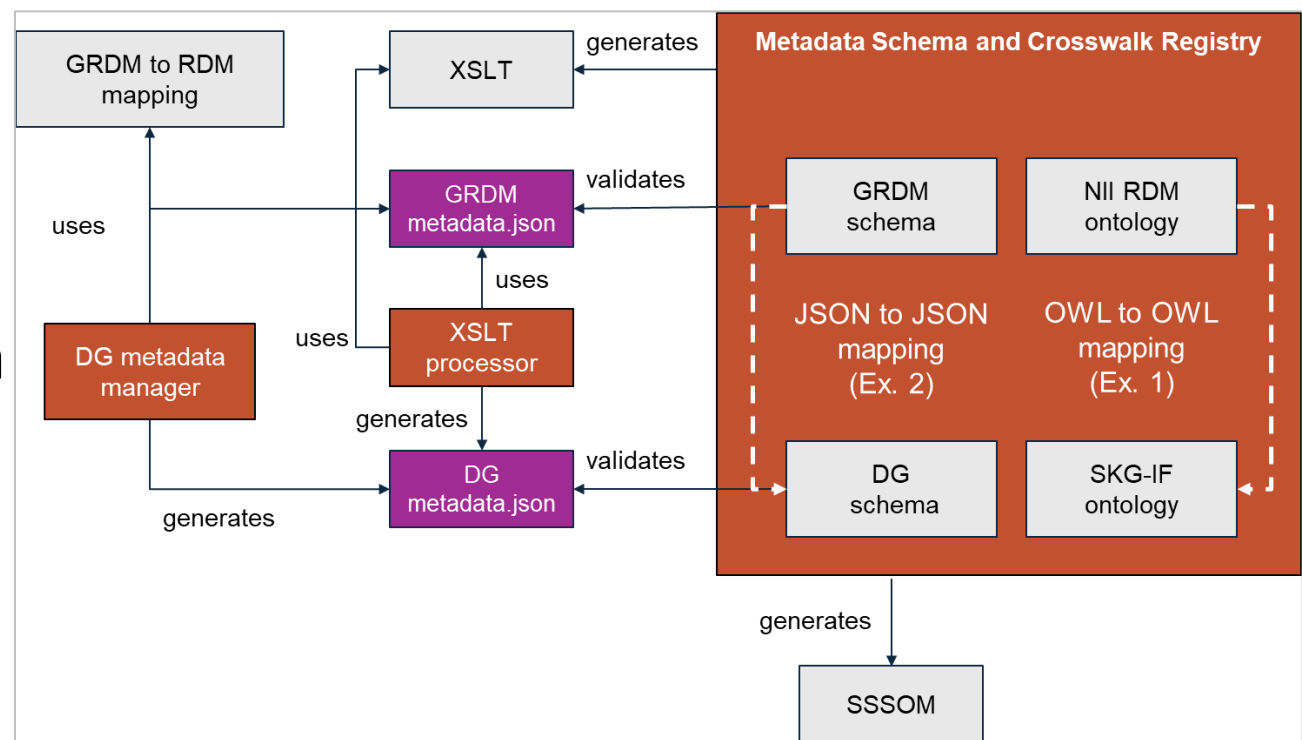 GRDM to RDM
mapping
XSLT
generates
Metadata Schema and Crosswalk Registry
GRDM
metadata.json
validates
GRDM
schema
NII RDM
ontology
uses
uses
JSON to JSON
mapping
(Ex. 2)
OWL to OWL
mapping
(Ex. 1)
DG metadata
manager
uses
XSLT
processor
generates
DG
metadata.json
validates
DG
schema
SKG-IF
ontology
generates
generates
SSSOM